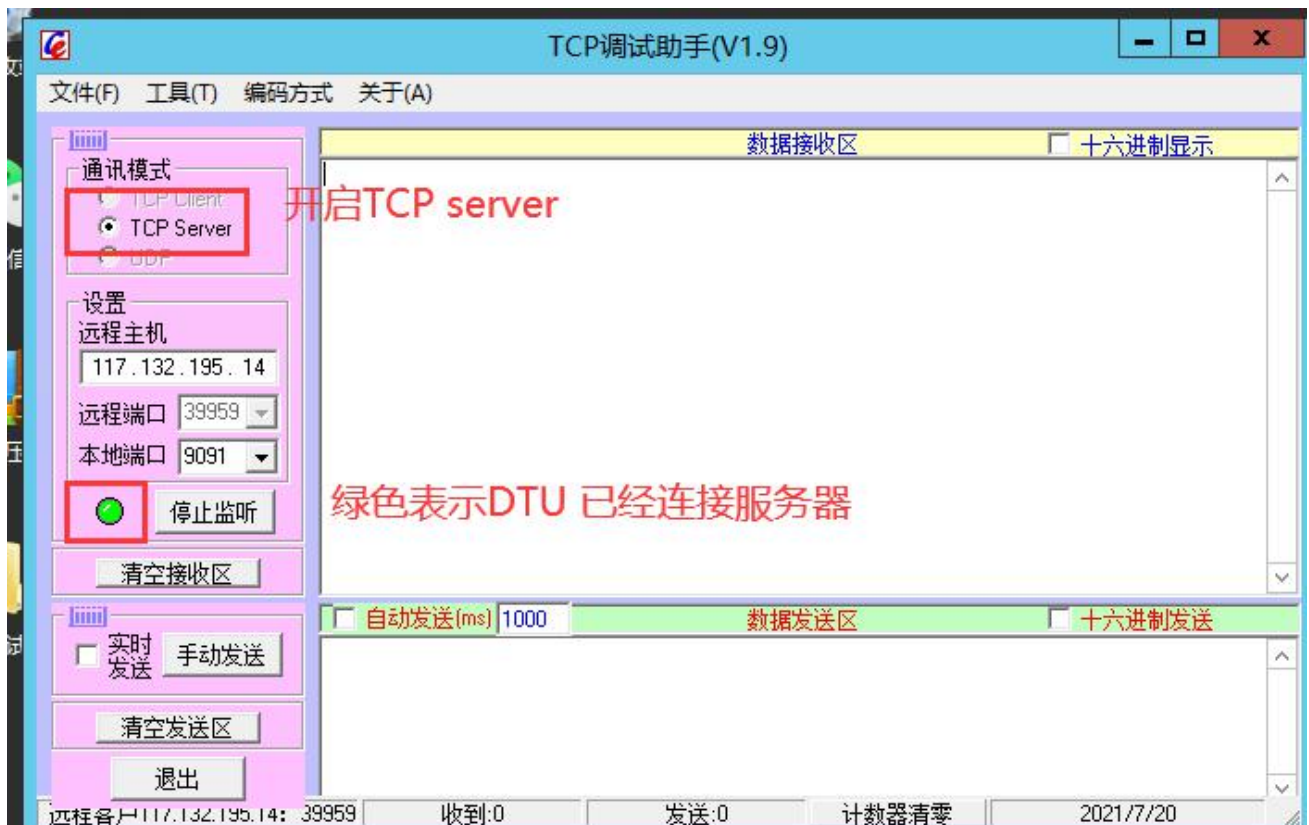 TCP调试助手(V1.9)
文件(F) 工具(T) 编码方式 关于(A)
数据接收区 十六进制显示
通讯模式
TCP Client
TCP Server
UDP
开启TCP server
设置
远程主机
117.132.195.14
远程端口 39959
本地端口 9091
停止监听
绿色表示DTU 已经连接服务器
清空接收区
自动发送(ms) 1000 数据发送区 十六进制发送
实时
发送
手动发送
清空发送区
退出
远程客户117.132.195.14: 39959 收到:0 发送:0 计数器清零 2021/7/20
信
压
试